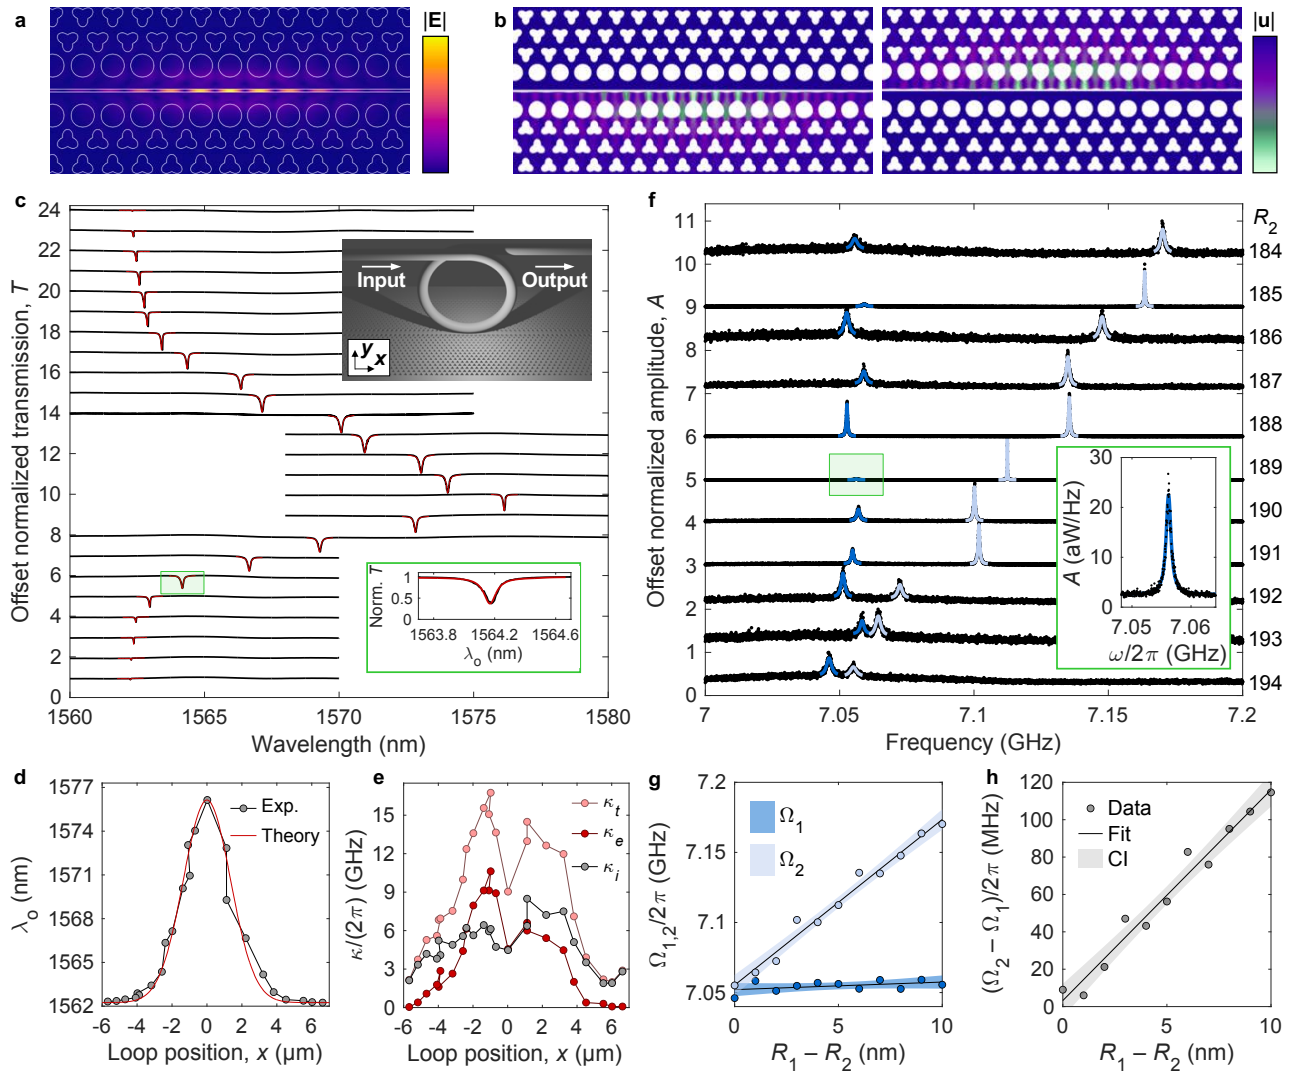 a
|E|
b
|u|
c
24
22
20
18
16
14
12
10
8
6
4
2
0
Offset normalized transmission, T
1560
1565
1570
1575
1580
Wavelength (nm)
Input
Output
y
x
Norm. T
1
0.5
0
1563.8
1564.2
1564.6
λo (nm)
f
11
10
9
8
7
6
5
4
3
2
1
0
Offset normalized amplitude, A
7
7.05
7.1
7.15
7.2
Frequency (GHz)
R2
184
185
186
187
188
189
190
191
192
193
194
A (aW/Hz)
30
20
10
0
7.05
7.06
ω/2π (GHz)
d
λo (nm)
1577
1574
1571
1568
1565
1562
-6 -4 -2 0 2 4 6
Loop position, x (μm)
Exp.
Theory
e
κ/(2π) (GHz)
18
15
12
9
6
3
0
-6 -4 -2 0 2 4 6
Loop position, x (μm)
κt
κe
κi
g
Ω1,2/2π (GHz)
7.2
7.15
7.1
7.05
0 5 10
R1 – R2 (nm)
Ω1
Ω2
h
(Ω2 – Ω1)/2π (MHz)
120
100
80
60
40
20
0
0 5 10
R1 – R2 (nm)
Data
Fit
CI